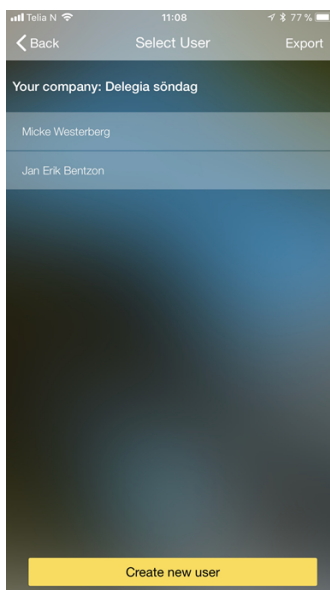 Telia N 11:08 77 %
Back Select User Export
Your company: Delegia söndag
Micke Westerberg
Jan Erik Bentzon
Create new user